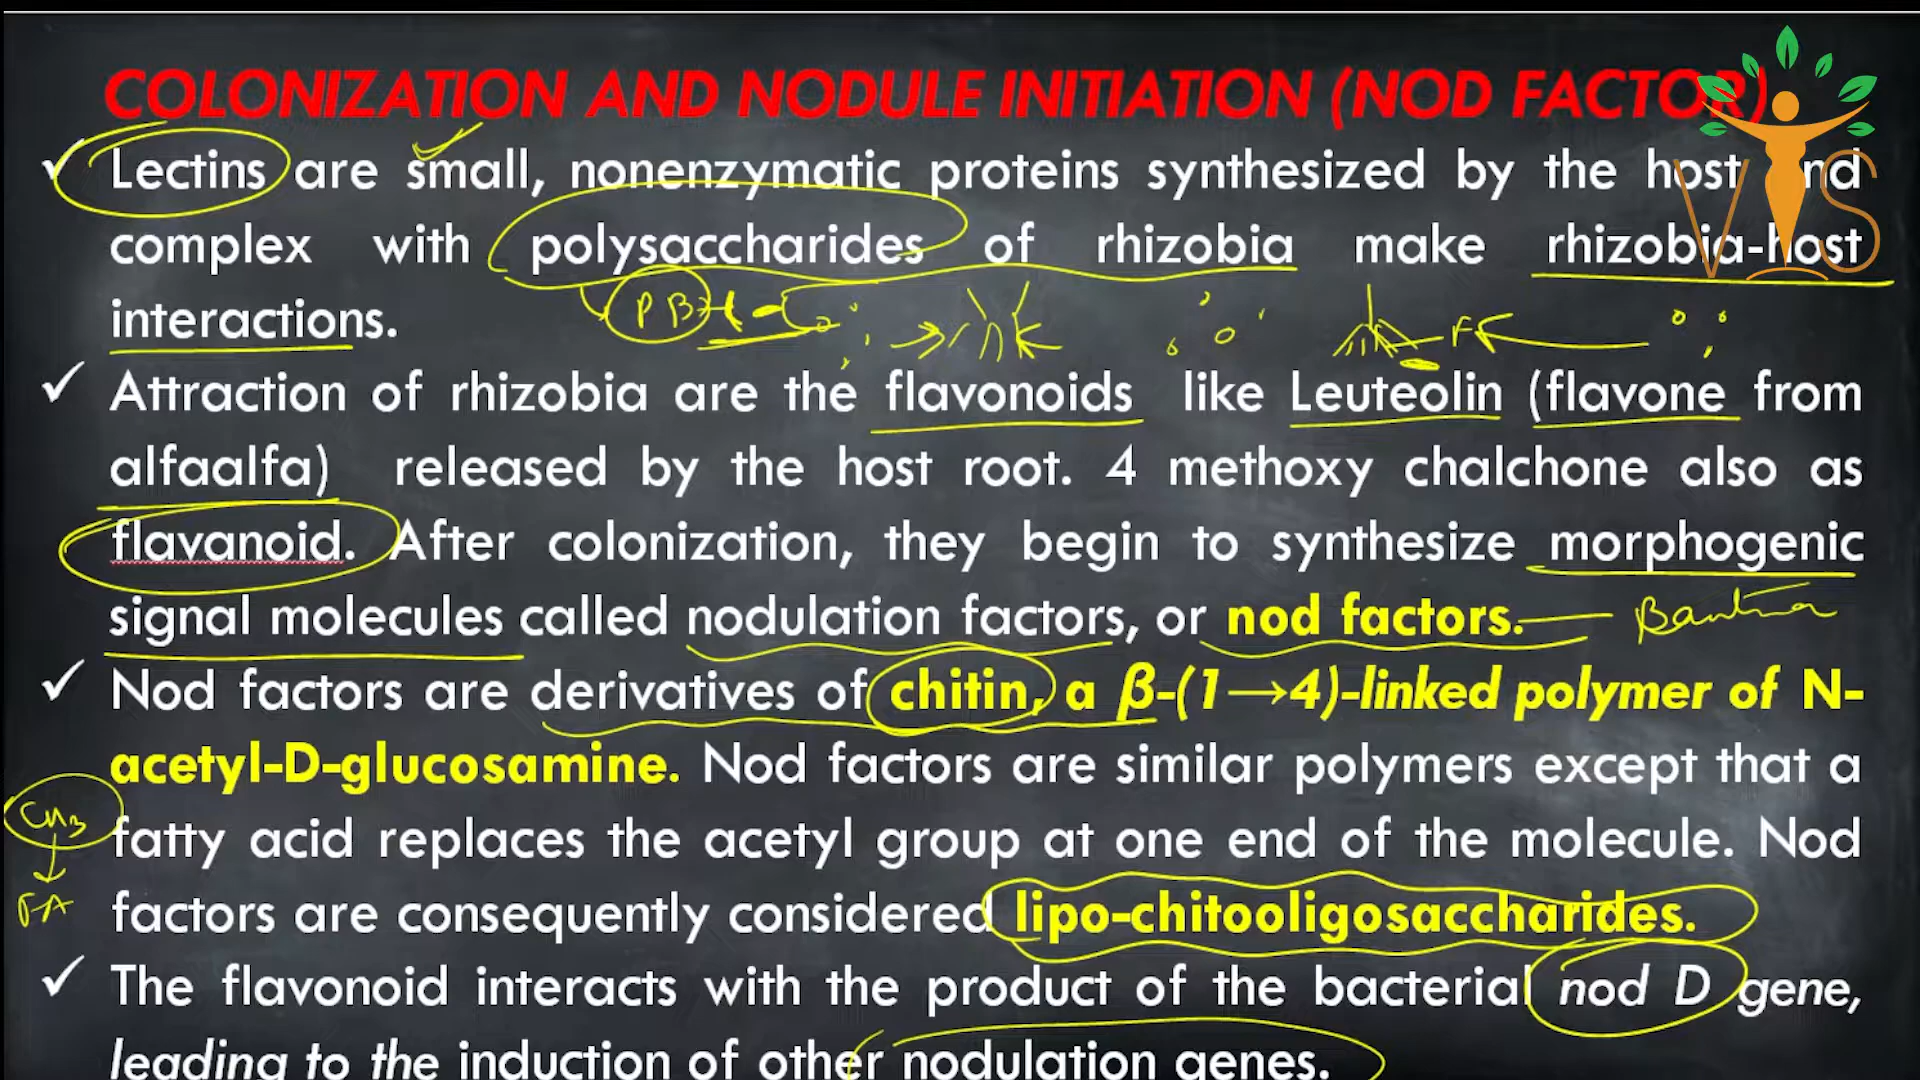 COLONIZATION AND NODULE INITIATION (NOD FACTOR)
✓ Lectins are small, nonenzymatic proteins synthesized by the host and
complex with polysaccharides of rhizobia make rhizobia-host
interactions.
PB
F
✓ Attraction of rhizobia are the flavonoids like Leuteolin (flavone from
alfaalfa) released by the host root. 4 methoxy chalchone also as
flavanoid. After colonization, they begin to synthesize morphogenic
signal molecules called nodulation factors, or nod factors.
✓ Nod factors are derivatives of chitin, a β-(1→4)-linked polymer of N-
acetyl-D-glucosamine. Nod factors are similar polymers except that a
CH3
fatty acid replaces the acetyl group at one end of the molecule. Nod
FA
factors are consequently considered lipo-chitooligosaccharides.
✓ The flavonoid interacts with the product of the bacterial nod D gene,
leading to the induction of other nodulation genes.
VIS